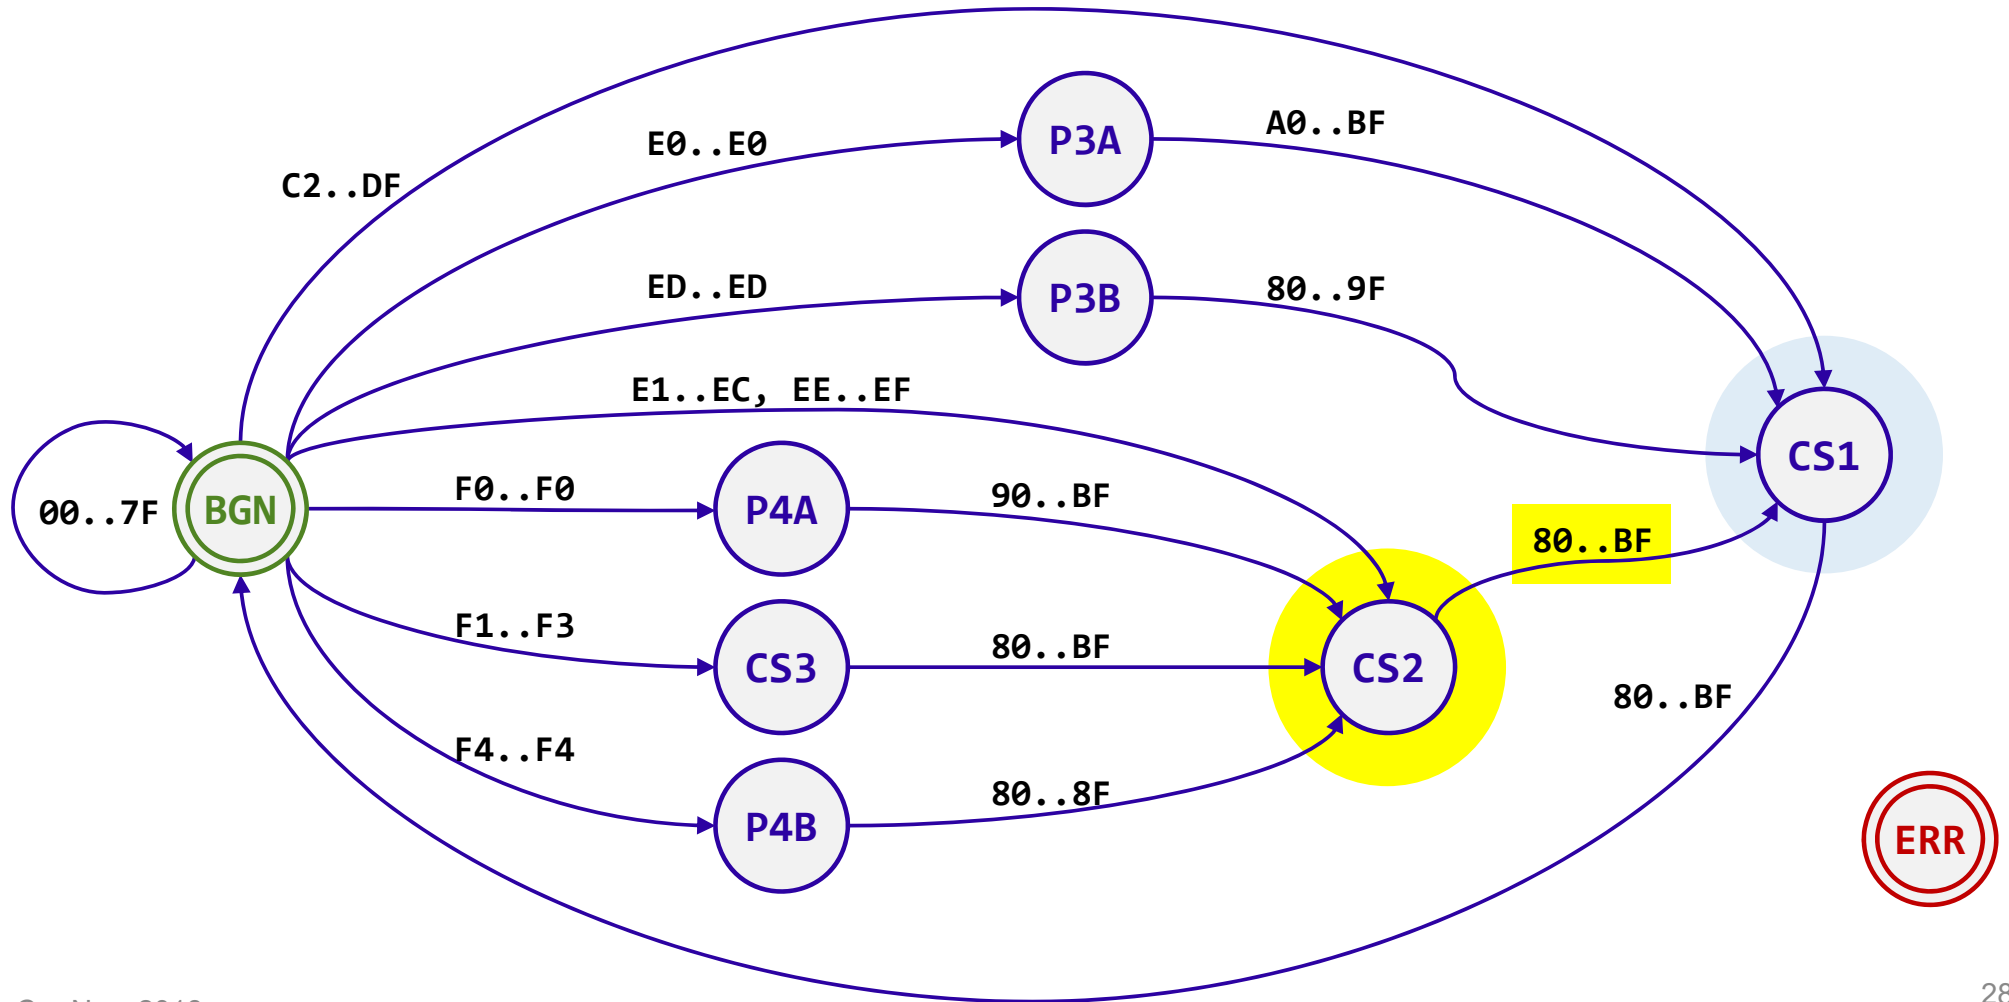 P3A
A0..BF
E0..E0
C2..DF
ED..ED
P3B
80..9F
E1..EC, EE..EF
CS1
00..7F
BGN
F0..F0
P4A
90..BF
80..BF
F1..F3
CS3
80..BF
CS2
80..BF
F4..F4
P4B
80..8F
ERR
28